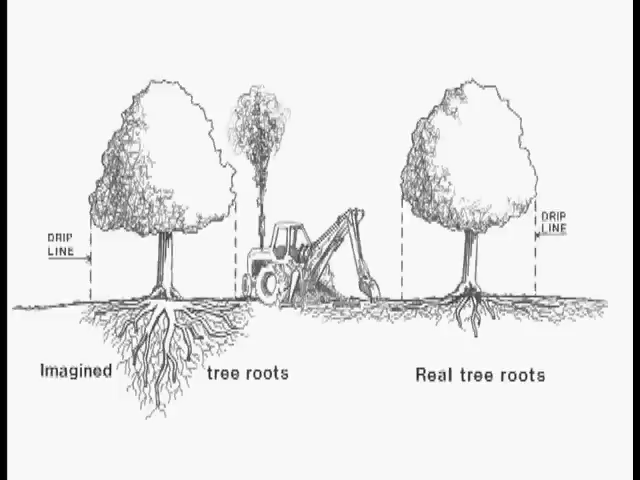 DRIP
LINE
DRIP
LINE
Imagined tree roots
Real tree roots